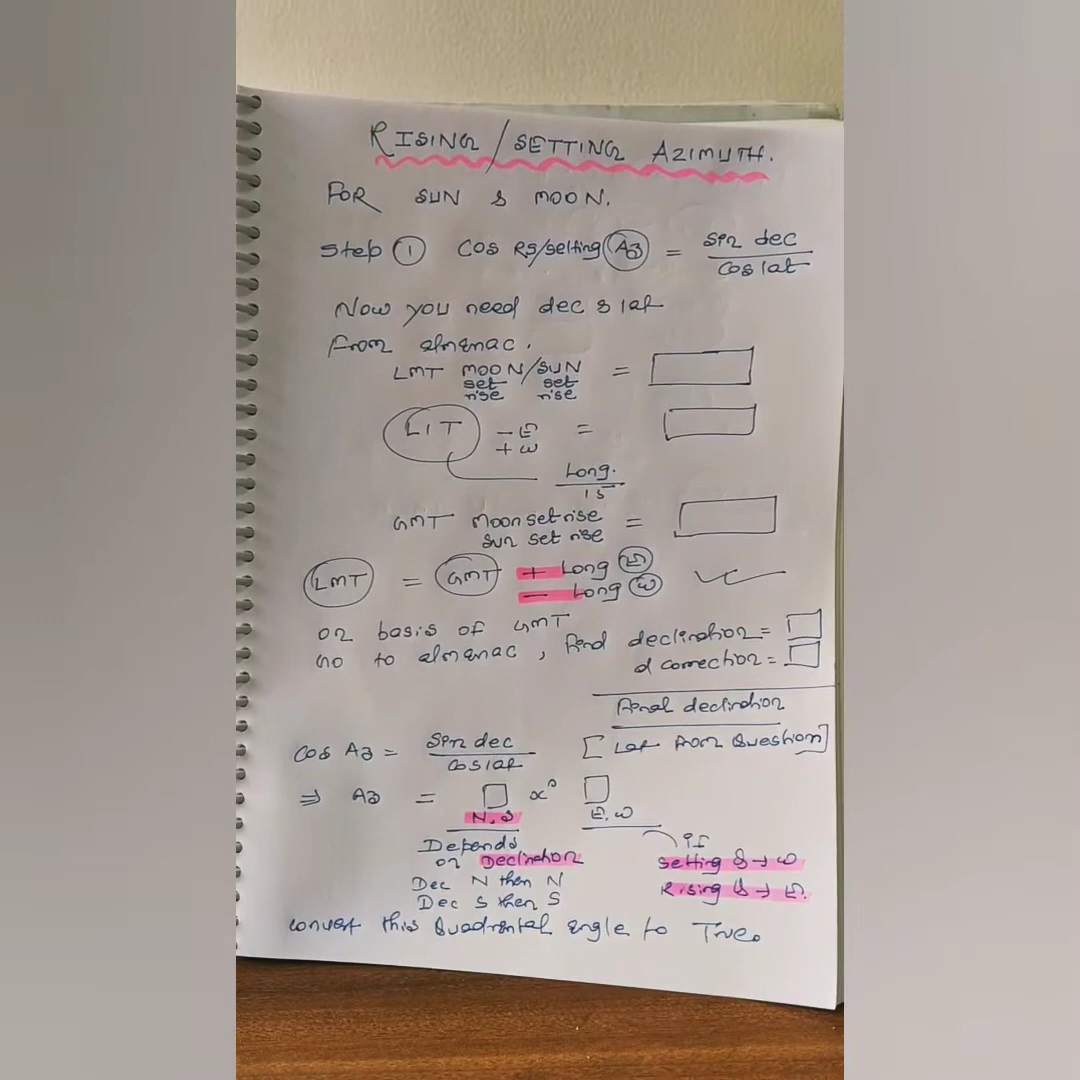 RISING/SETTING AZIMUTH.
FOR SUN & MOON.
Step ① Cos RS/setting Az = Sin dec / Cos lat
Now you need dec & lat
from almanac.
LMT MOON/SUN =
set set
rise rise
LIT - E =
+ W
Long.
15
GMT Moon set rise =
Sun set rise
LMT = GMT + Long E
- Long W
on basis of GMT
Go to almanac, find declination =
d correction =
Final declination
Cos Az = Sin dec / Cos lat [Lat from Question]
⇒ Az = x°
N, S E, W
Depends if
on Declination Setting → W
Dec N then N Rising → E.
Dec S then S
convert this Quadrantal angle to True.